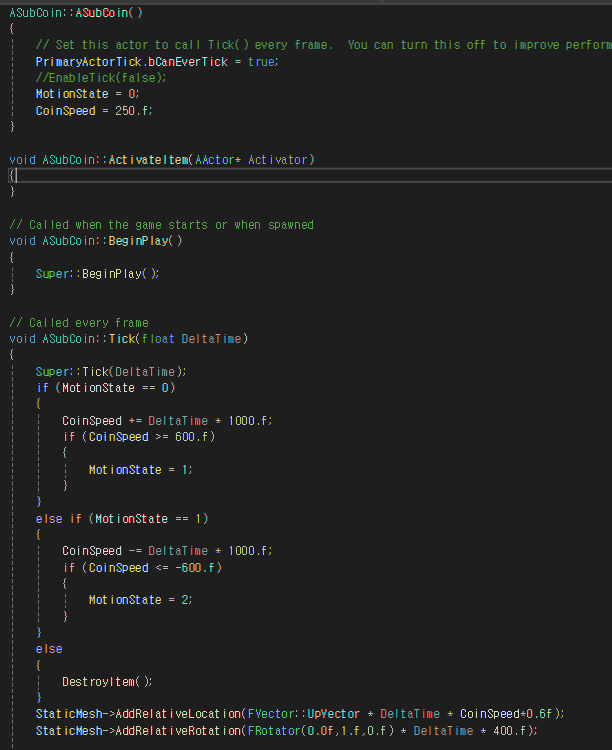 ASubCoin::ASubCoin()
{
// Set this actor to call Tick() every frame.  You can turn this off to improve perform
PrimaryActorTick.bCanEverTick = true;
//EnableTick(false);
MotionState = 0;
CoinSpeed = 250.f;
}
void ASubCoin::ActivateItem(AActor* Activator)
{
}
// Called when the game starts or when spawned
void ASubCoin::BeginPlay()
{
Super::BeginPlay();
}
// Called every frame
void ASubCoin::Tick(float DeltaTime)
{
Super::Tick(DeltaTime);
if (MotionState == 0)
{
CoinSpeed += DeltaTime * 1000.f;
if (CoinSpeed >= 600.f)
{
MotionState = 1;
}
}
else if (MotionState == 1)
{
CoinSpeed -= DeltaTime * 1000.f;
if (CoinSpeed <= -600.f)
{
MotionState = 2;
}
}
else
{
DestroyItem();
}
StaticMesh->AddRelativeLocation(FVector::UpVector * DeltaTime * CoinSpeed*0.6f);
StaticMesh->AddRelativeRotation(FRotator(0.0f,1.f,0.f) * DeltaTime * 400.f);